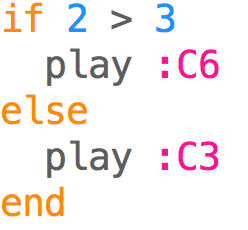 if 2 > 3
  play :C6
else
  play :C3
end